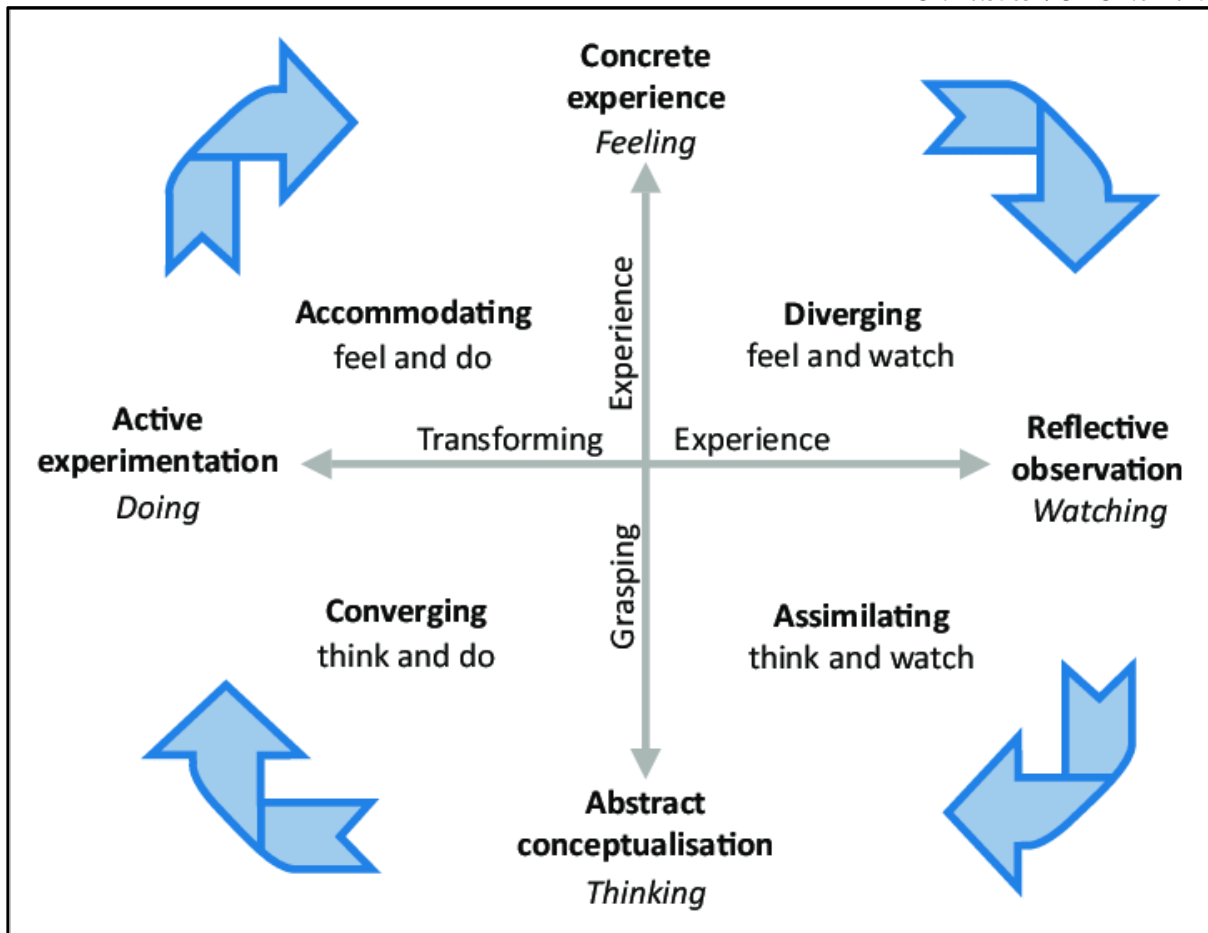 Concrete
experience
Feeling
Experience
Accommodating
feel and do
Diverging
feel and watch
Active
experimentation
Doing
Transforming
Experience
Reflective
observation
Watching
Grasping
Converging
think and do
Assimilating
think and watch
Abstract
conceptualisation
Thinking